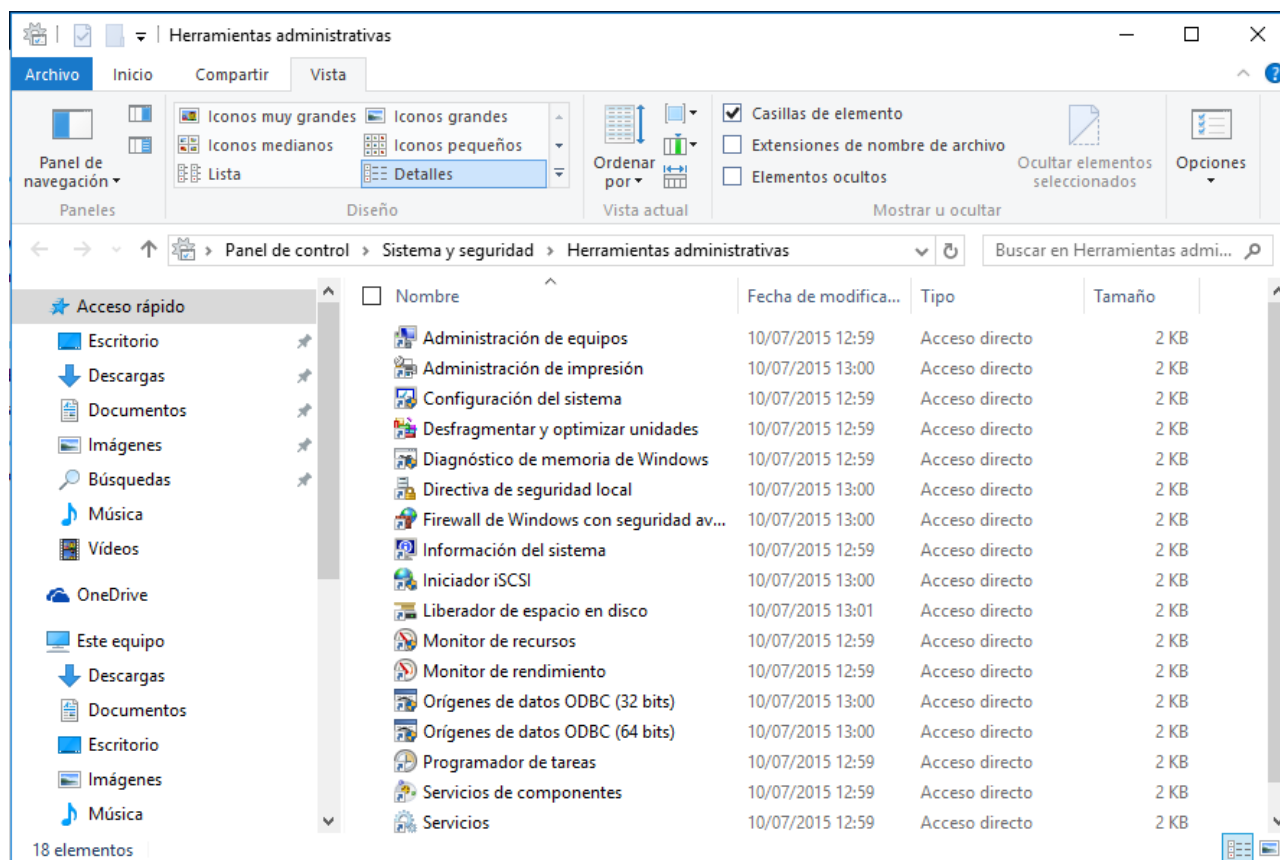 Herramientas administrativas
Archivo Inicio Compartir Vista
Panel de navegación
Paneles
Iconos muy grandes Iconos grandes
Iconos medianos Iconos pequeños
Lista Detalles
Diseño
Ordenar por
Vista actual
Casillas de elemento
Extensiones de nombre de archivo
Elementos ocultos
Ocultar elementos seleccionados
Mostrar u ocultar
Opciones
Panel de control > Sistema y seguridad > Herramientas administrativas
Buscar en Herramientas admi...
Acceso rápido
Escritorio
Descargas
Documentos
Imágenes
Búsquedas
Música
Vídeos
OneDrive
Este equipo
Descargas
Documentos
Escritorio
Imágenes
Música
Nombre Fecha de modifica... Tipo Tamaño
Administración de equipos 10/07/2015 12:59 Acceso directo 2 KB
Administración de impresión 10/07/2015 13:00 Acceso directo 2 KB
Configuración del sistema 10/07/2015 12:59 Acceso directo 2 KB
Desfragmentar y optimizar unidades 10/07/2015 12:59 Acceso directo 2 KB
Diagnóstico de memoria de Windows 10/07/2015 12:59 Acceso directo 2 KB
Directiva de seguridad local 10/07/2015 13:00 Acceso directo 2 KB
Firewall de Windows con seguridad av... 10/07/2015 13:00 Acceso directo 2 KB
Información del sistema 10/07/2015 12:59 Acceso directo 2 KB
Iniciador iSCSI 10/07/2015 13:00 Acceso directo 2 KB
Liberador de espacio en disco 10/07/2015 13:01 Acceso directo 2 KB
Monitor de recursos 10/07/2015 12:59 Acceso directo 2 KB
Monitor de rendimiento 10/07/2015 12:59 Acceso directo 2 KB
Orígenes de datos ODBC (32 bits) 10/07/2015 13:00 Acceso directo 2 KB
Orígenes de datos ODBC (64 bits) 10/07/2015 13:00 Acceso directo 2 KB
Programador de tareas 10/07/2015 12:59 Acceso directo 2 KB
Servicios de componentes 10/07/2015 12:59 Acceso directo 2 KB
Servicios 10/07/2015 12:59 Acceso directo 2 KB
18 elementos